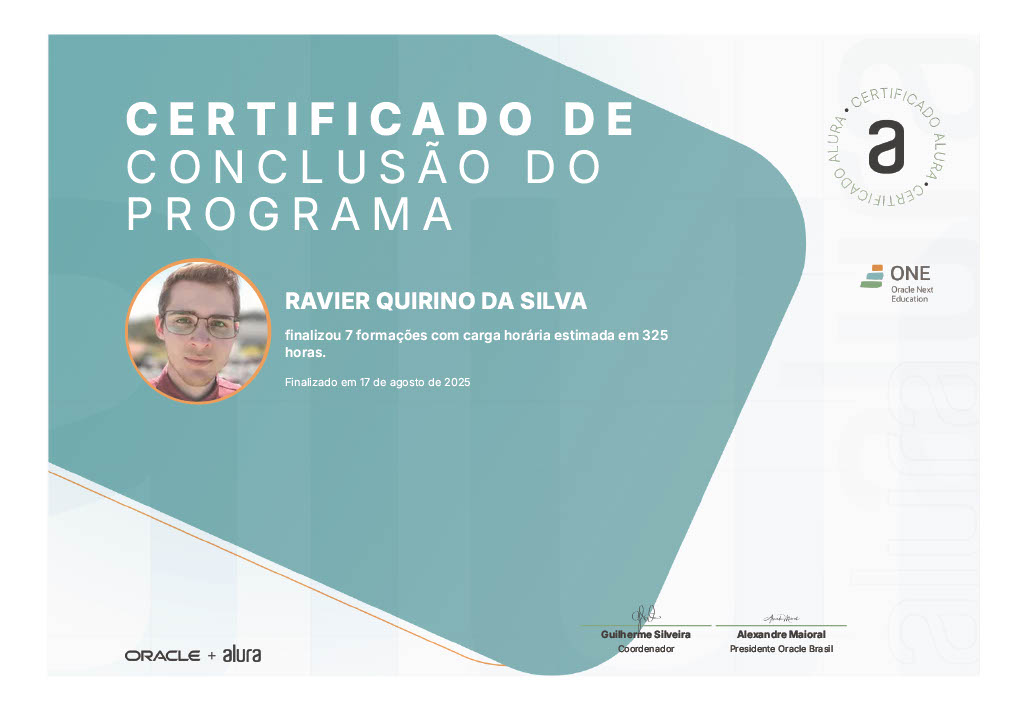 CERTIFICADO DE
CONCLUSÃO DO
PROGRAMA
CERTIFICADO ALURA • CERTIFICADO ALURA •
a
ONE
Oracle Next
Education
RAVIER QUIRINO DA SILVA
finalizou 7 formações com carga horária estimada em 325
horas.
Finalizado em 17 de agosto de 2025
Guilherme Silveira
Coordenador
Alexandre Maioral
Presidente Oracle Brasil
ORACLE + alura
alura